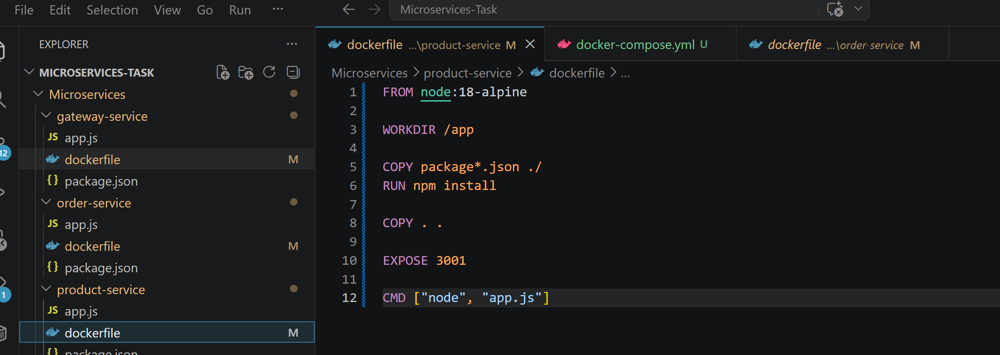 File Edit Selection View Go Run ··· Microservices-Task
EXPLORER ···
MICROSERVICES-TASK
Microservices
gateway-service
JS app.js
dockerfile M
{} package.json
order-service
JS app.js
dockerfile M
{} package.json
product-service
JS app.js
dockerfile M
{} package.json
12
1
dockerfile ...\product-service M
docker-compose.yml U
dockerfile ...\order-service M
Microservices > product-service > dockerfile > ...
1 FROM node:18-alpine
2
3 WORKDIR /app
4
5 COPY package*.json ./
6 RUN npm install
7
8 COPY . .
9
10 EXPOSE 3001
11
12 CMD ["node", "app.js"]